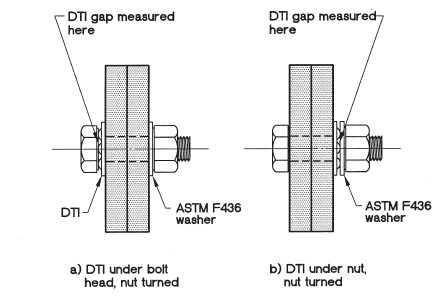 DTI gap measured
here
DTI
ASTM F436
washer
a) DTI under bolt
head, nut turned
DTI gap measured
here
ASTM F436
washer
b) DTI under nut,
nut turned